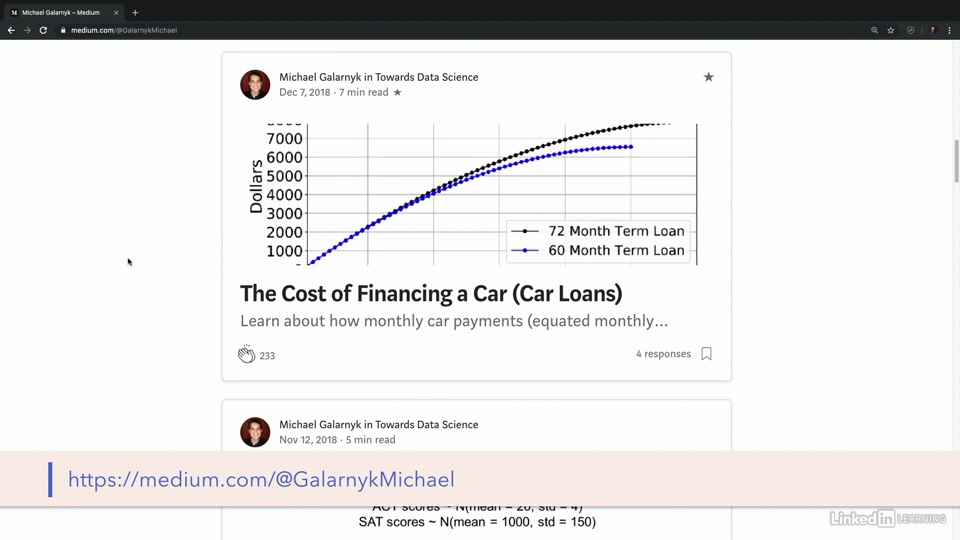 Michael Galarnyk – Medium
medium.com/@GalarnykMichael
Michael Galarnyk in Towards Data Science
Dec 7, 2018 · 7 min read ★
7000
6000
5000
4000
3000
2000
1000
Dollars
72 Month Term Loan
60 Month Term Loan
The Cost of Financing a Car (Car Loans)
Learn about how monthly car payments (equated monthly...
233
4 responses
Michael Galarnyk in Towards Data Science
Nov 12, 2018 · 5 min read
https://medium.com/@GalarnykMichael
ACT scores ~ N(mean = 20, std = 4)
SAT scores ~ N(mean = 1000, std = 150)
Linked in LEARNING